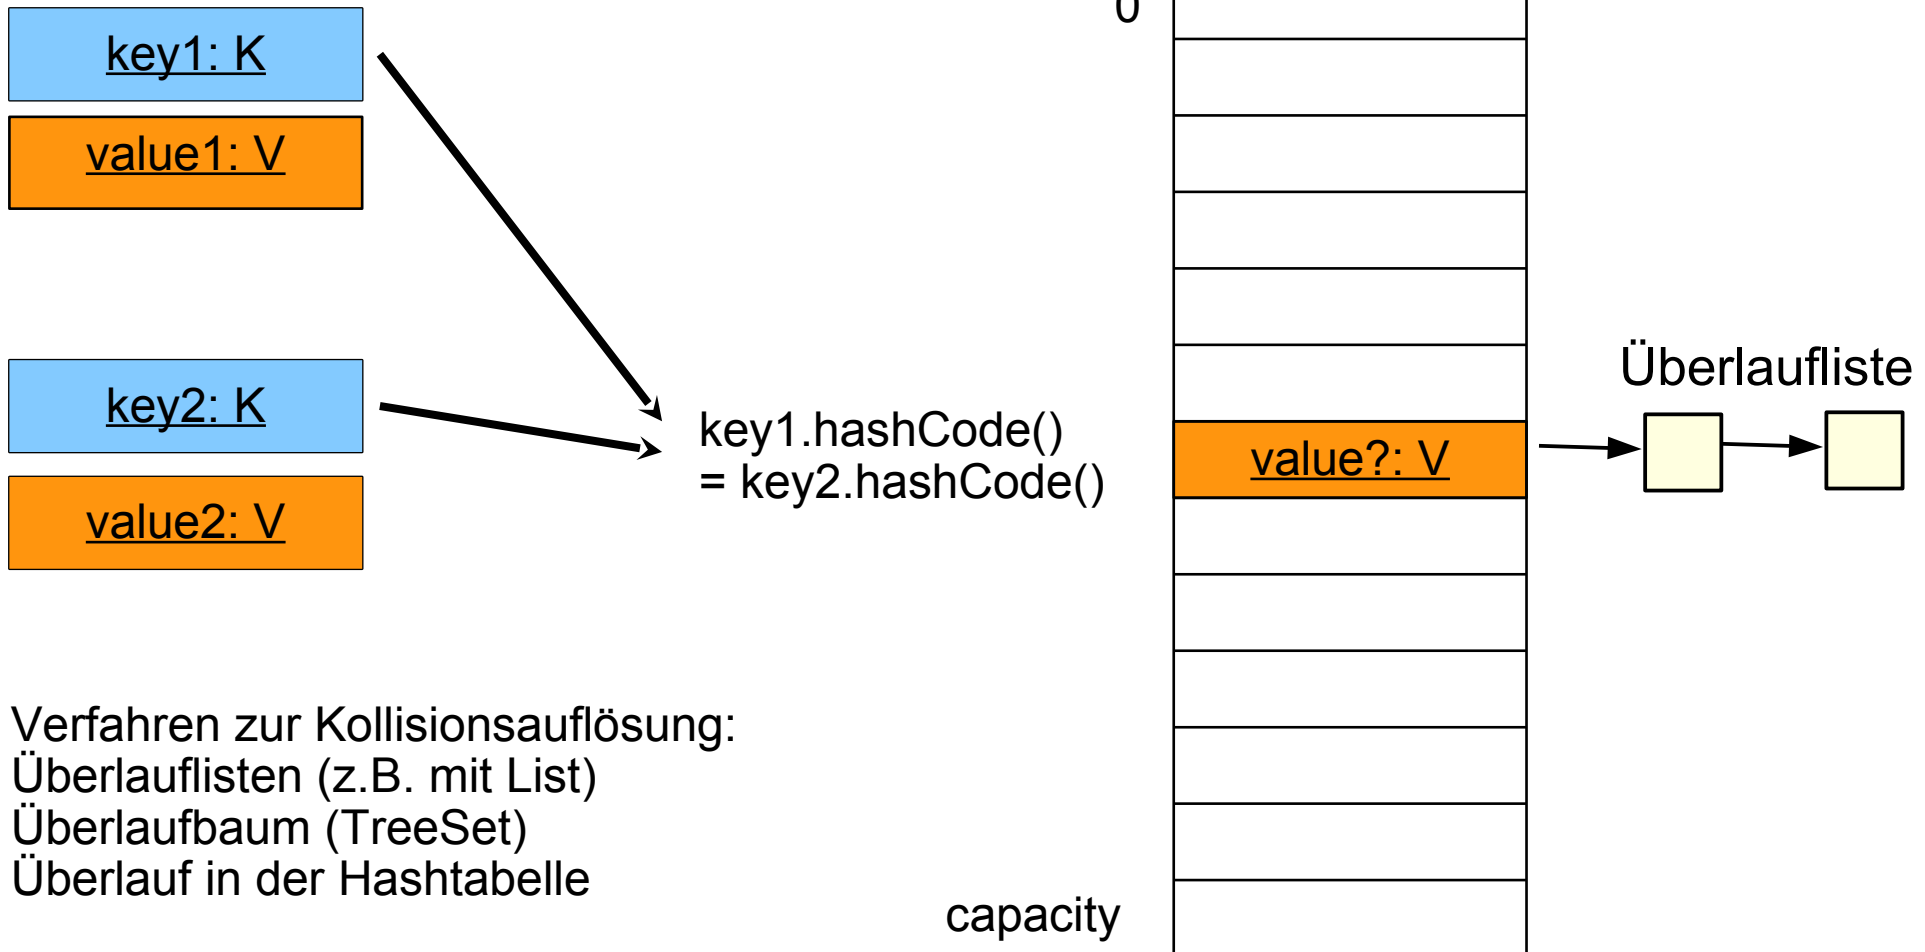 0
key1: K
value1: V
key2: K
value2: V
key1.hashCode()
= key2.hashCode()
value?: V
Überlaufliste
Verfahren zur Kollisionsauflösung:
Überlauflisten (z.B. mit List)
Überlaufbaum (TreeSet)
Überlauf in der Hashtabelle
capacity